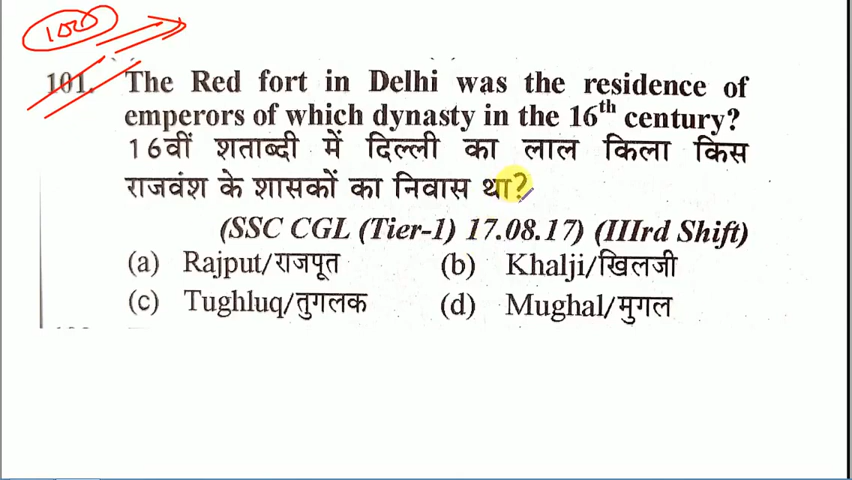 100
101. The Red fort in Delhi was the residence of
emperors of which dynasty in the 16th century?
16वीं शताब्दी में दिल्ली का लाल किला किस
राजवंश के शासकों का निवास था?
(SSC CGL (Tier-1) 17.08.17) (IIIrd Shift)
(a) Rajput/राजपूत (b) Khalji/खिलजी
(c) Tughluq/तुगलक (d) Mughal/मुगल